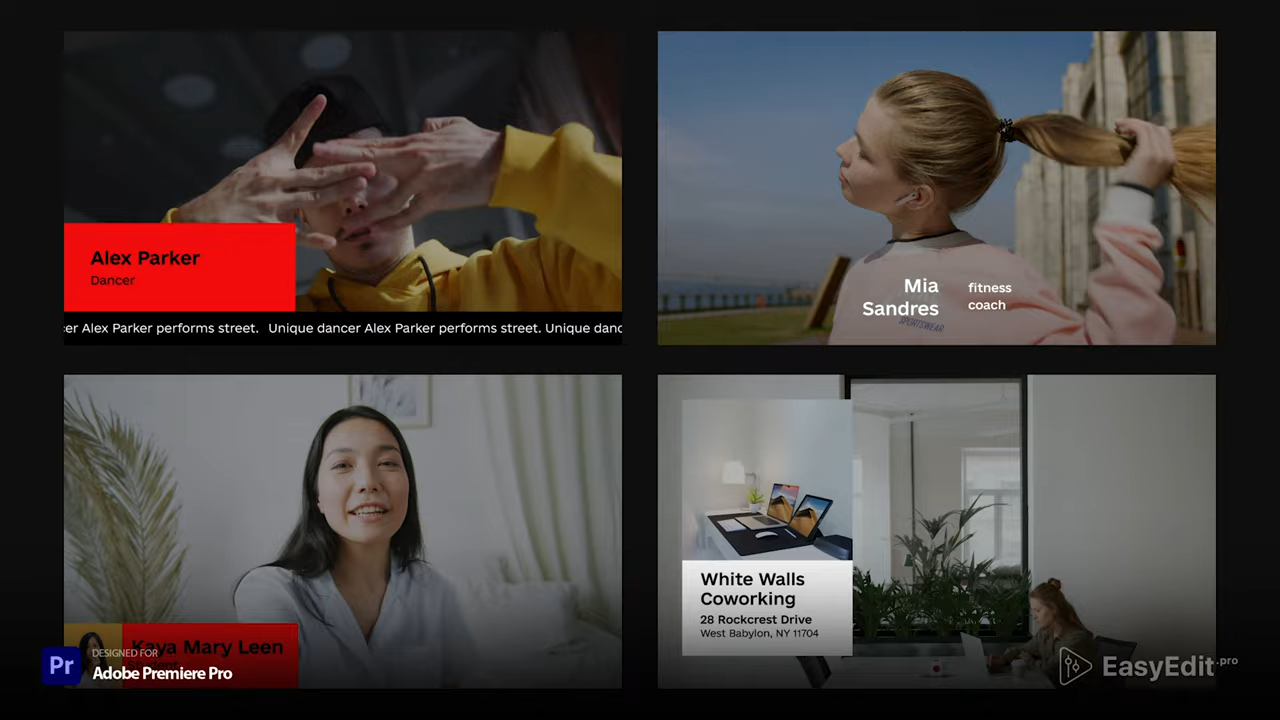 Alex Parker
Dancer
cer Alex Parker performs street. Unique dancer Alex Parker performs street. Unique danc
Mia
Sandres
fitness
coach
SPORTSWEAR
White Walls
Coworking
28 Rockcrest Drive
West Babylon, NY 11704
Kaya Mary Leen
Student
Pr
DESIGNED FOR
Adobe Premiere Pro
EasyEdit.pro